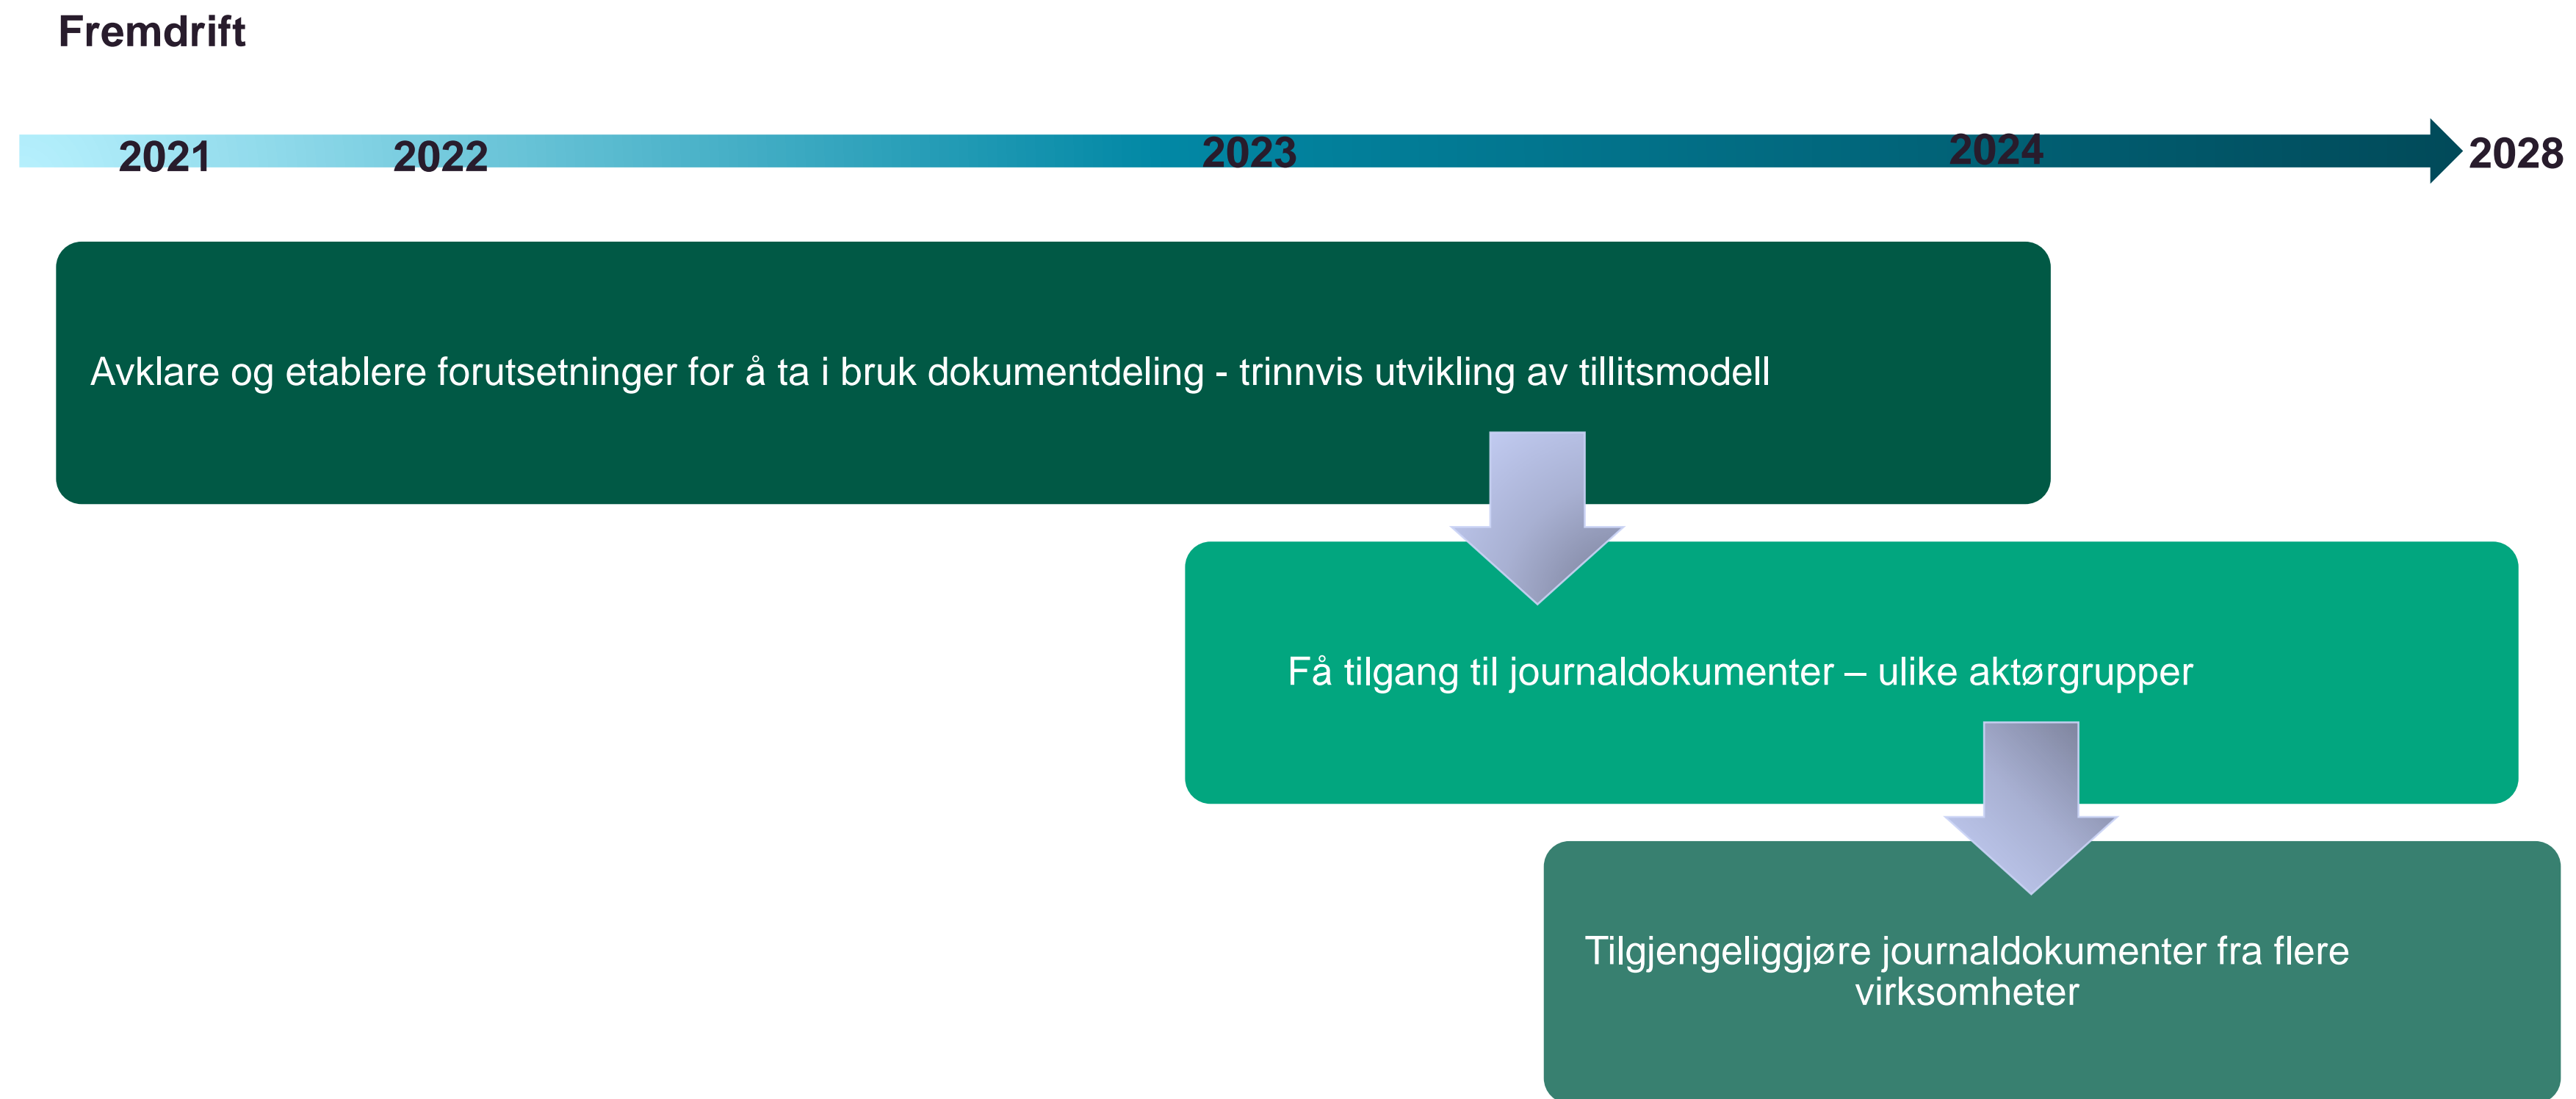 Fremdrift
2021 2022 2023 2024 2028
Avklare og etablere forutsetninger for å ta i bruk dokumentdeling - trinnvis utvikling av tillitsmodell
Få tilgang til journaldokumenter – ulike aktørgrupper
Tilgjengeliggjøre journaldokumenter fra flere
virksomheter